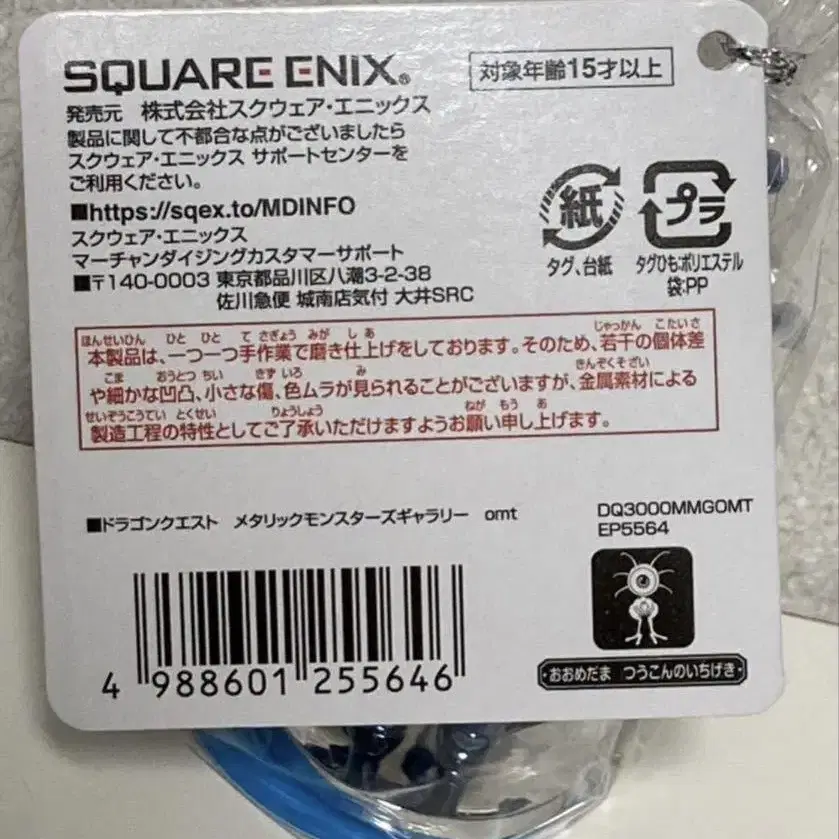 SQUARE ENIX®
対象年齢15才以上
発売元 株式会社スクウェア・エニックス
製品に関して不都合な点がございましたら
スクウェア・エニックス サポートセンターを
ご利用ください。
■https://sqex.to/MDINFO
スクウェア・エニックス
マーチャンダイジングカスタマーサポート
■〒140-0003 東京都品川区八潮3-2-38
佐川急便 城南店気付 大井SRC
紙
タグ、台紙
プラ
タグひも:ポリエステル
袋:PP
ほんせいひん ひと ひと て さぎょう みが し あ じゃっかん こたいさ
本製品は、一つ一つ手作業で磨き仕上げをしております。そのため、若干の個体差
こま おうとつ ちい きず いろ み きんぞくそざい
や細かな凹凸、小さな傷、色ムラが見られることがございますが、金属素材による
せいぞうこうてい とくせい りょうしょう ねが もう あ
製造工程の特性としてご了承いただけますようお願い申し上げます。
■ドラゴンクエスト メタリックモンスターズギャラリー omt
DQ3000MMGOMT
EP5564
4 988601 255646
・おおめだま つうこんのいちげき・